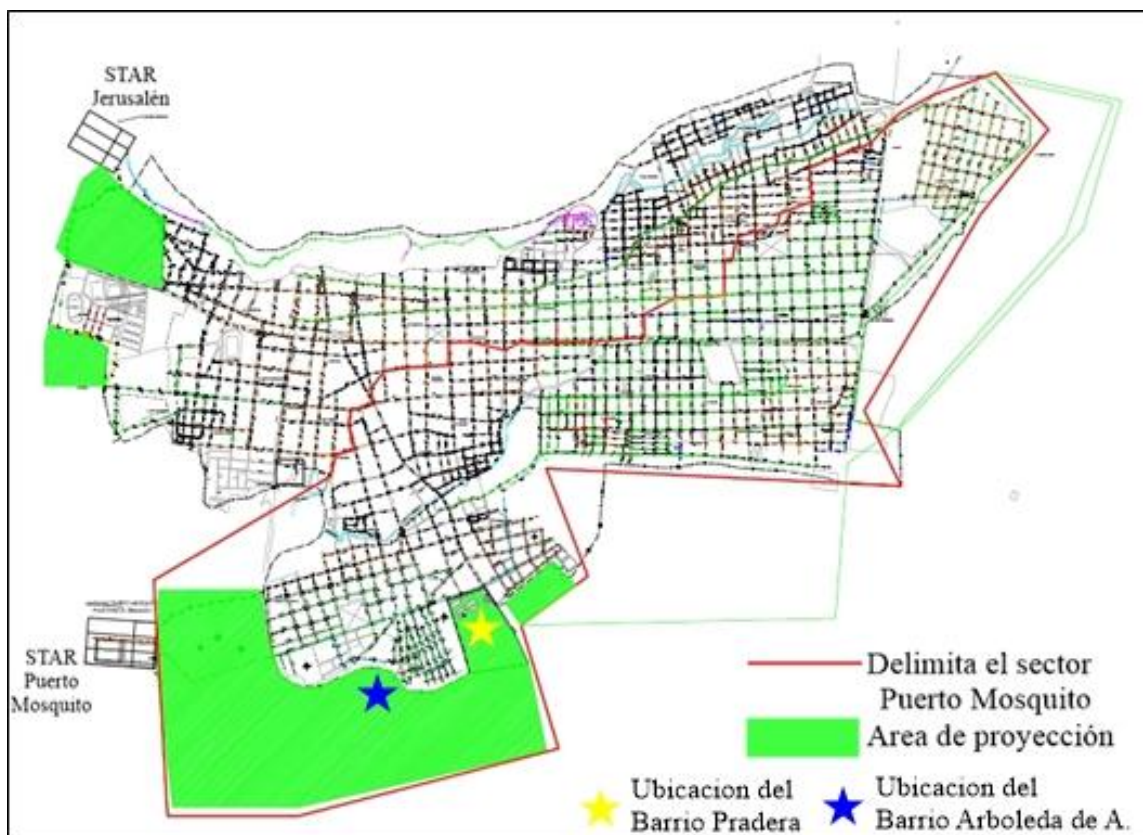 STAR
Jerusalén
STAR
Puerto
Mosquito
Delimita el sector
Puerto Mosquito
Area de proyección
Ubicacion del
Barrio Pradera
Ubicacion del
Barrio Arboleda de A.